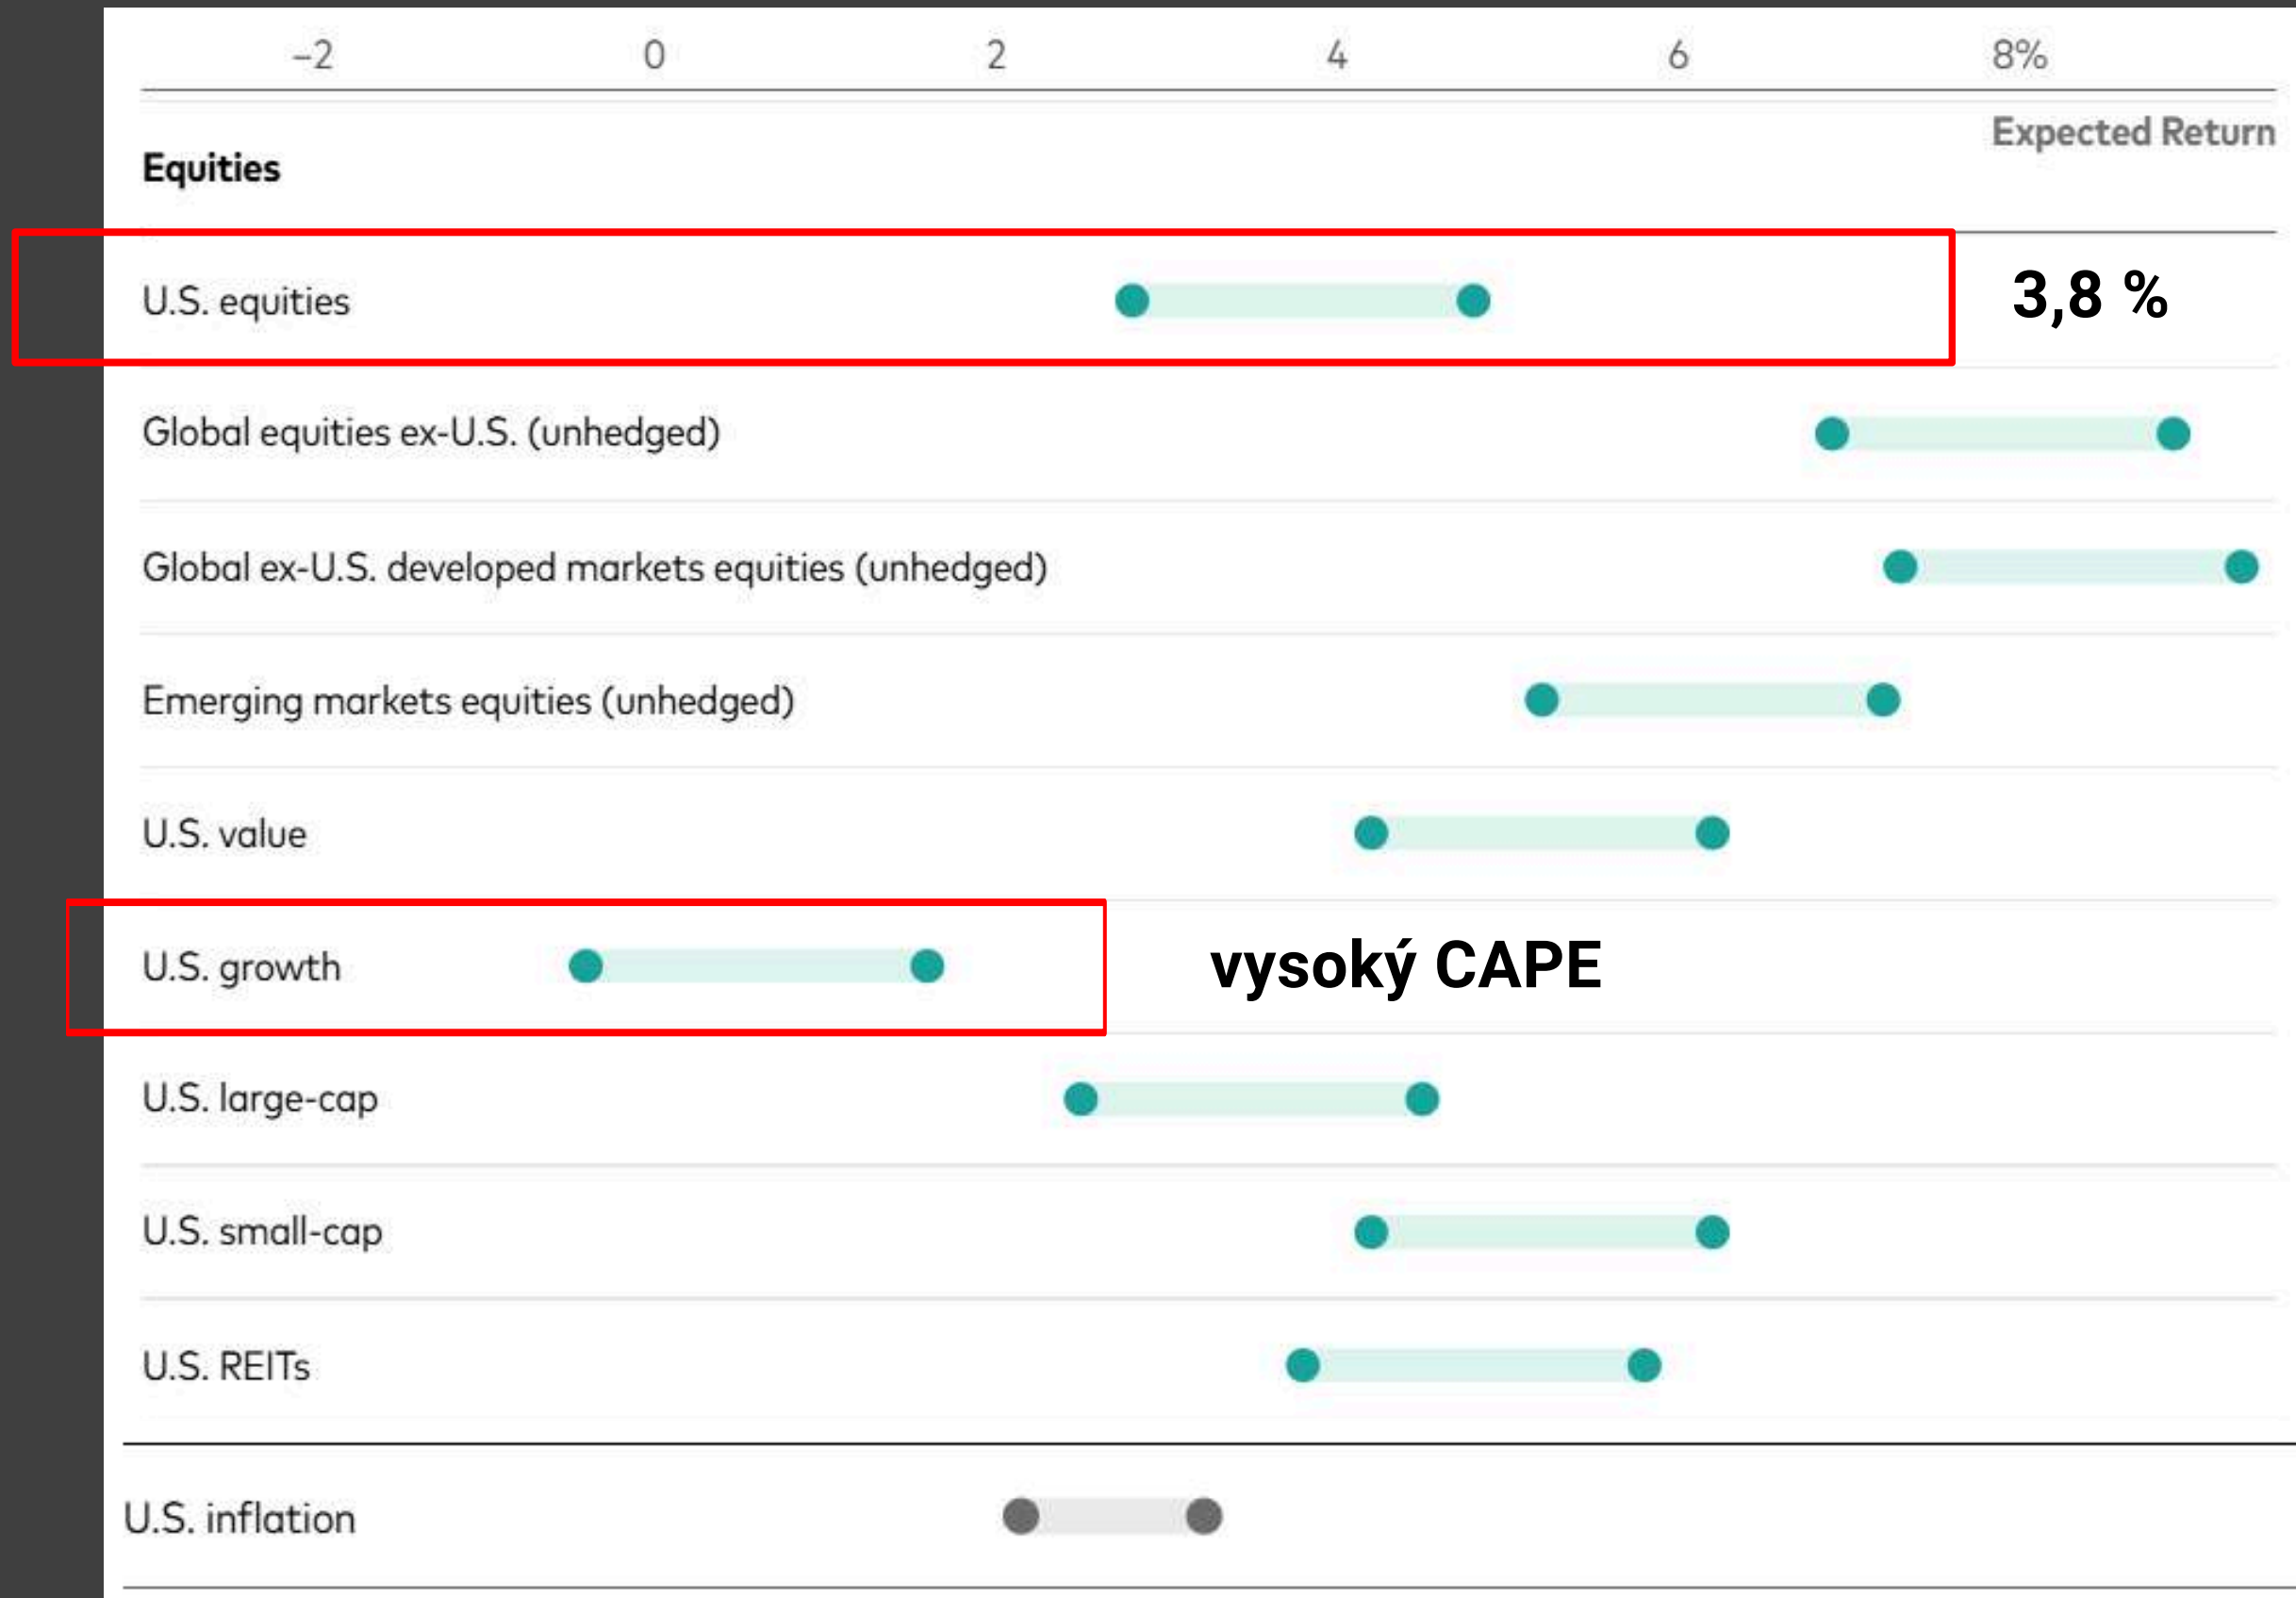 –2 0 2 4 6 8%
Expected Return
Equities
U.S. equities 3,8 %
Global equities ex-U.S. (unhedged)
Global ex-U.S. developed markets equities (unhedged)
Emerging markets equities (unhedged)
U.S. value
U.S. growth vysoký CAPE
U.S. large-cap
U.S. small-cap
U.S. REITs
U.S. inflation